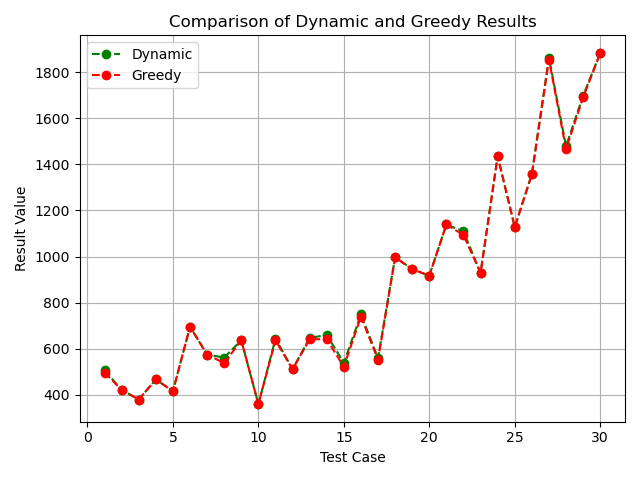 Comparison of Dynamic and Greedy Results
Dynamic
Greedy
Result Value
1800
1600
1400
1200
1000
800
600
400
0 5 10 15 20 25 30
Test Case